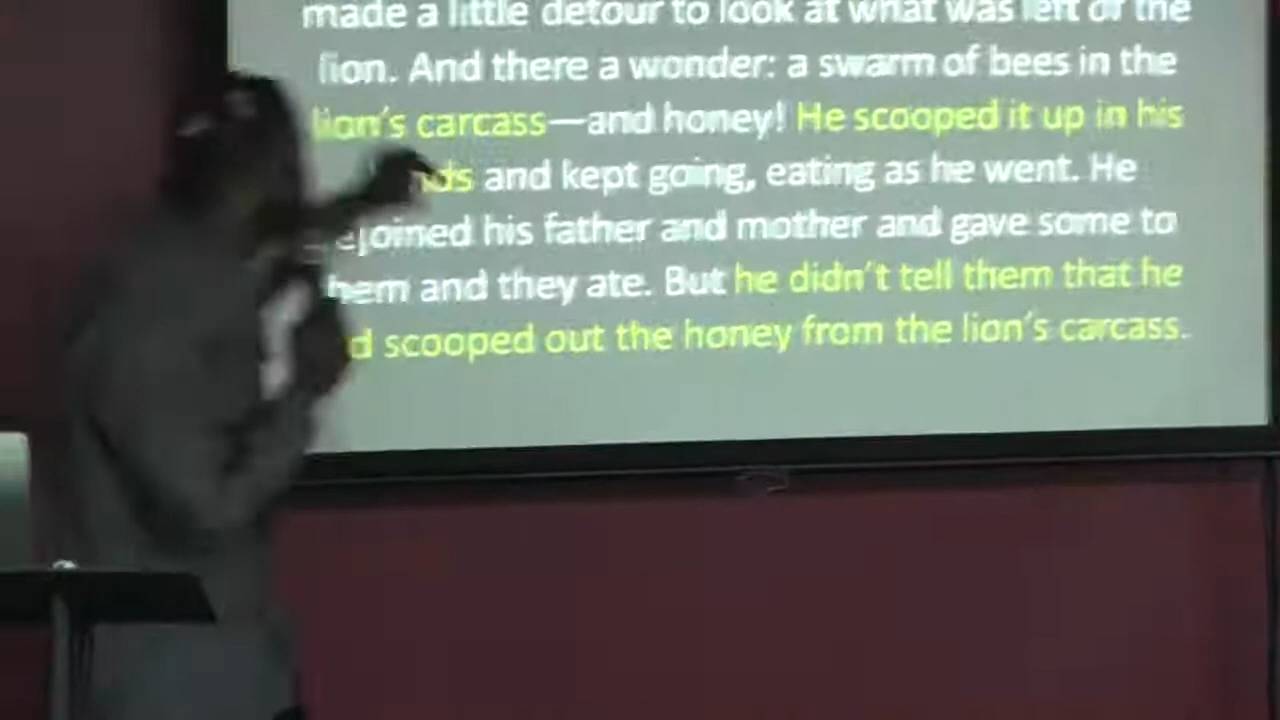 made a little detour to look at what was left of the
lion. And there a wonder: a swarm of bees in the
lion's carcass—and honey! He scooped it up in his
nds and kept going, eating as he went. He
ejoined his father and mother and gave some to
hem and they ate. But he didn't tell them that he
d scooped out the honey from the lion's carcass.